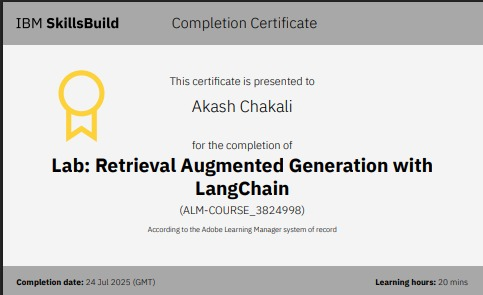 IBM SkillsBuild Completion Certificate
This certificate is presented to
Akash Chakali
for the completion of
Lab: Retrieval Augmented Generation with
LangChain
(ALM-COURSE_3824998)
According to the Adobe Learning Manager system of record
Completion date: 24 Jul 2025 (GMT) Learning hours: 20 mins